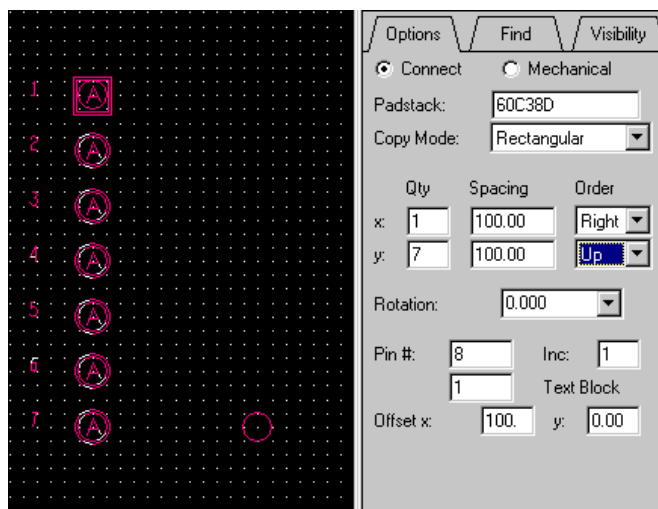 Options Find Visibility
Connect Mechanical
Padstack: 60C38D
Copy Mode: Rectangular
Qty Spacing Order
x: 1 100.00 Right
y: 7 100.00 Up
Rotation: 0.000
Pin #: 8 Inc: 1
1 Text Block
Offset x: 100. y: 0.00
1 A
2 A
3 A
4 A
5 A
6 A
7 A